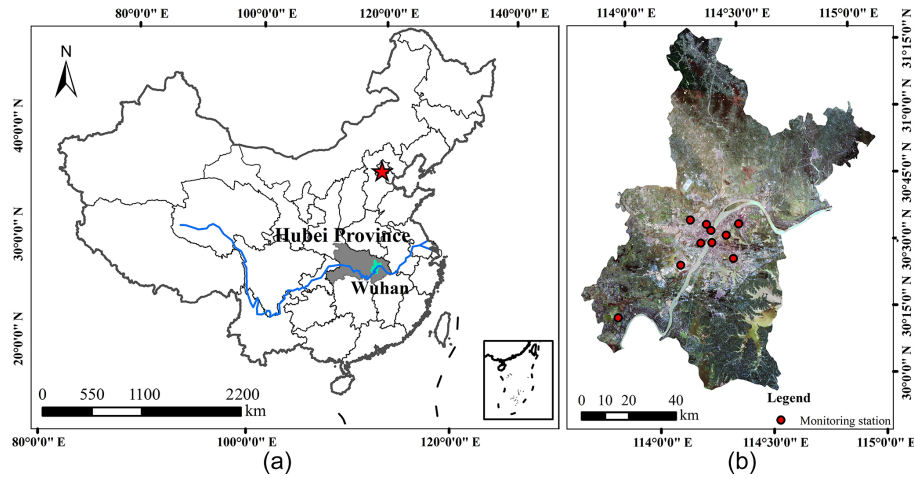 80°0'0" E 100°0'0" E 120°0'0" E
N
40°0'0" N
30°0'0" N
20°0'0" N
Hubei Province
Wuhan
0 550 1100 2200
km
80°0'0" E 100°0'0" E 120°0'0" E
(a)
114°0'0" E 114°30'0" E 115°0'0" E
31°15'0" N
31°0'0" N
30°45'0" N
30°30'0" N
30°15'0" N
30°0'0" N
0 10 20 40
km
Legend
Monitoring station
114°0'0" E 114°30'0" E 115°0'0" E
(b)